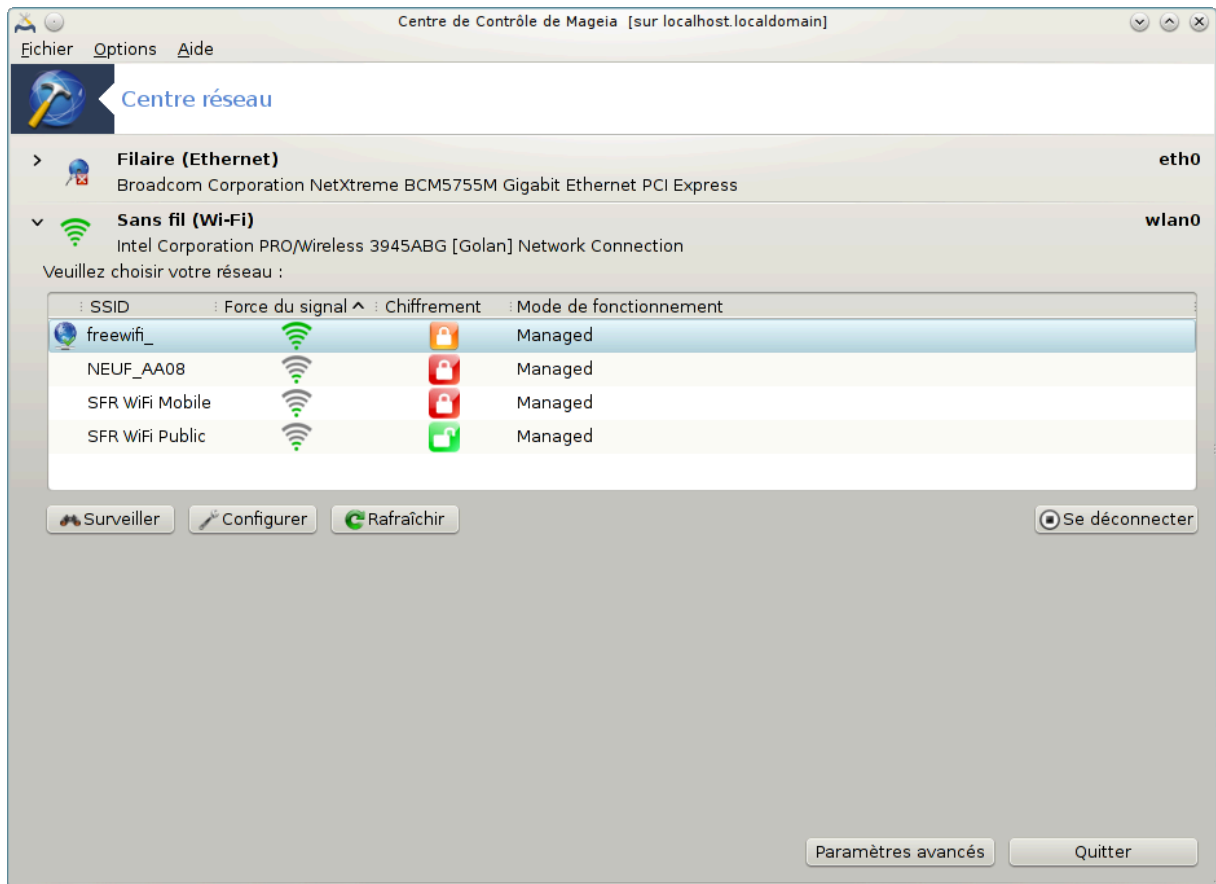 Centre de Contrôle de Mageia [sur localhost.localdomain]
Fichier Options Aide
Centre réseau
Filaire (Ethernet) eth0
Broadcom Corporation NetXtreme BCM5755M Gigabit Ethernet PCI Express
Sans fil (Wi-Fi) wlan0
Intel Corporation PRO/Wireless 3945ABG [Golan] Network Connection
Veuillez choisir votre réseau :
SSID Force du signal Chiffrement Mode de fonctionnement
freewifi_ Managed
NEUF_AA08 Managed
SFR WiFi Mobile Managed
SFR WiFi Public Managed
Surveiller Configurer Rafraîchir Se déconnecter
Paramètres avancés Quitter